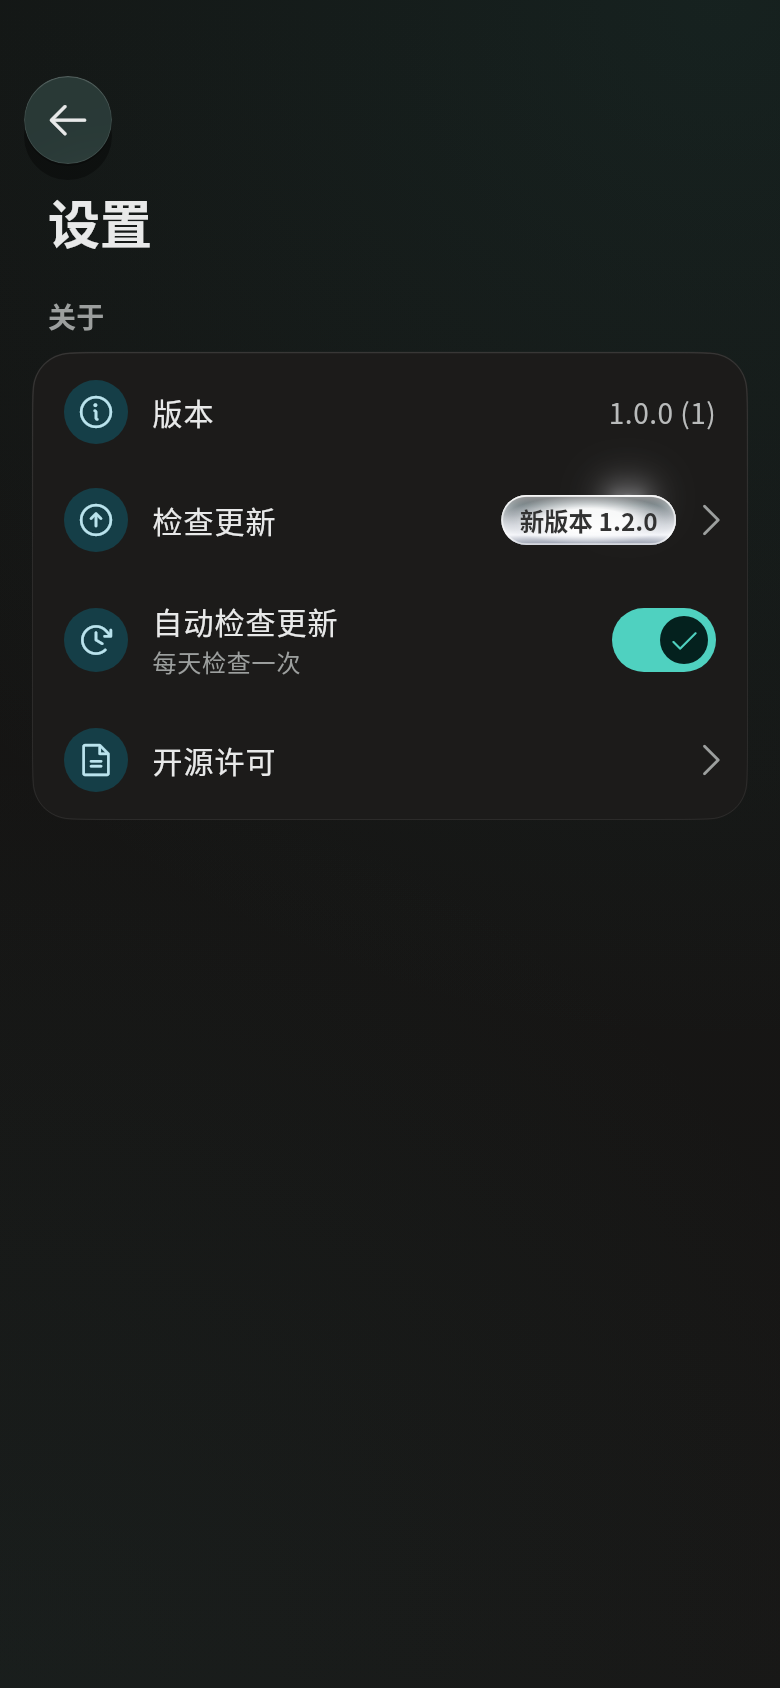 设置
关于
版本 1.0.0 (1)
检查更新 新版本 1.2.0
自动检查更新
每天检查一次
开源许可